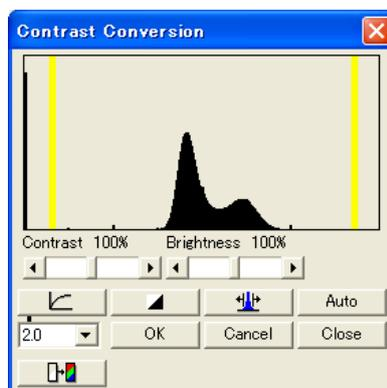 Contrast Conversion
Contrast 100% Brightness 100%
Auto
2.0 OK Cancel Close